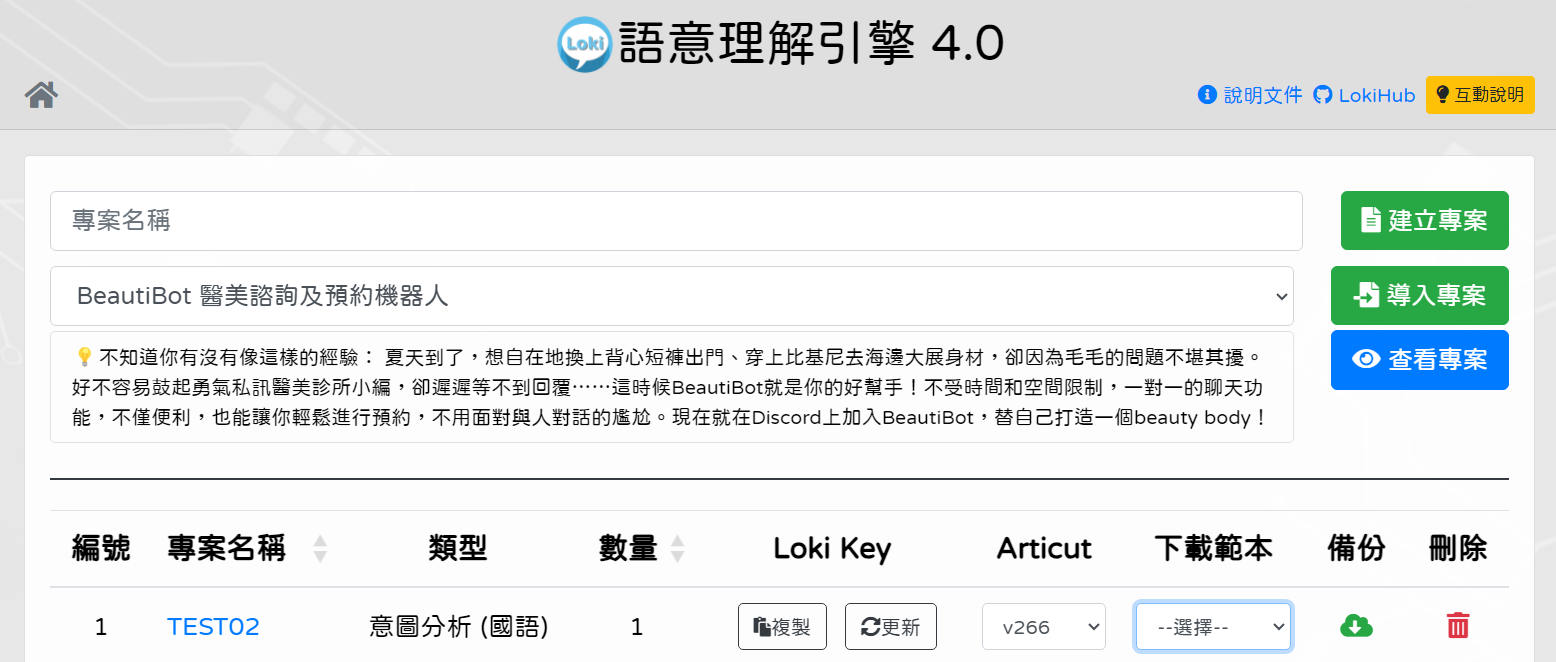 Loki 語意理解引擎 4.0
說明文件 LokiHub 互動說明
專案名稱 建立專案
BeautiBot 醫美諮詢及預約機器人 導入專案
💡不知道你有沒有像這樣的經驗： 夏天到了，想自在地換上背心短褲出門、穿上比基尼去海邊大展身材，卻因為毛毛的問題不堪其擾。
查看專案
好不容易鼓起勇氣私訊醫美診所小編，卻遲遲等不到回覆……這時候BeautiBot就是你的好幫手！不受時間和空間限制，一對一的聊天功
能，不僅便利，也能讓你輕鬆進行預約，不用面對與人對話的尷尬。現在就在Discord上加入BeautiBot，替自己打造一個beauty body！
編號 專案名稱 類型 數量 Loki Key Articut 下載範本 備份 刪除
1 TEST02 意圖分析 (國語) 1 複製 更新 v266 --選擇--